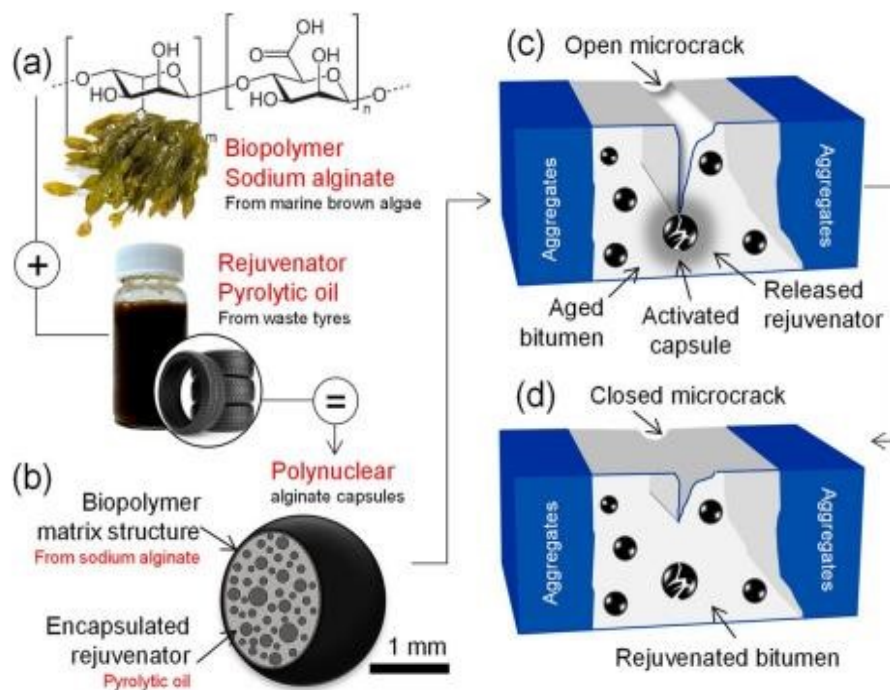 (a)
OH
O
OH
O
HO
m
O
OH
O
HO
OH
O
n
O
Biopolymer
Sodium alginate
From marine brown algae
+
Rejuvenator
Pyrolytic oil
From waste tyres
=
Polynuclear
alginate capsules
(b)
Biopolymer
matrix structure
From sodium alginate
Encapsulated
rejuvenator
Pyrolytic oil
1 mm
(c)
Open microcrack
Aggregates
Aggregates
Aged
bitumen
Activated
capsule
Released
rejuvenator
(d)
Closed microcrack
Aggregates
Aggregates
Rejuvenated bitumen